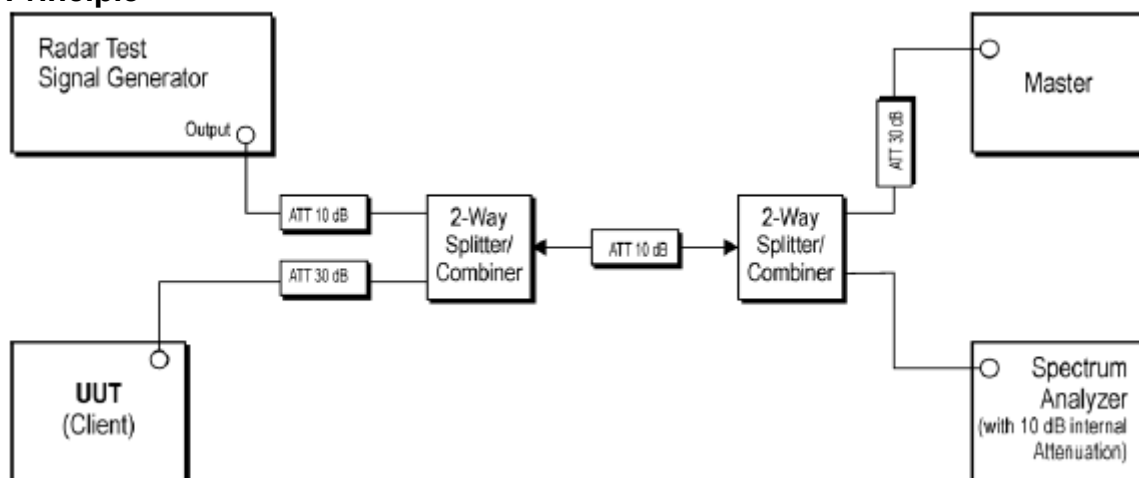 Principle
Radar Test
Signal Generator
Output
Master
ATT 30 dB
ATT 10 dB
2-Way
Splitter/
Combiner
ATT 10 dB
2-Way
Splitter/
Combiner
ATT 30 dB
UUT
(Client)
Spectrum
Analyzer
(with 10 dB internal
Attenuation)